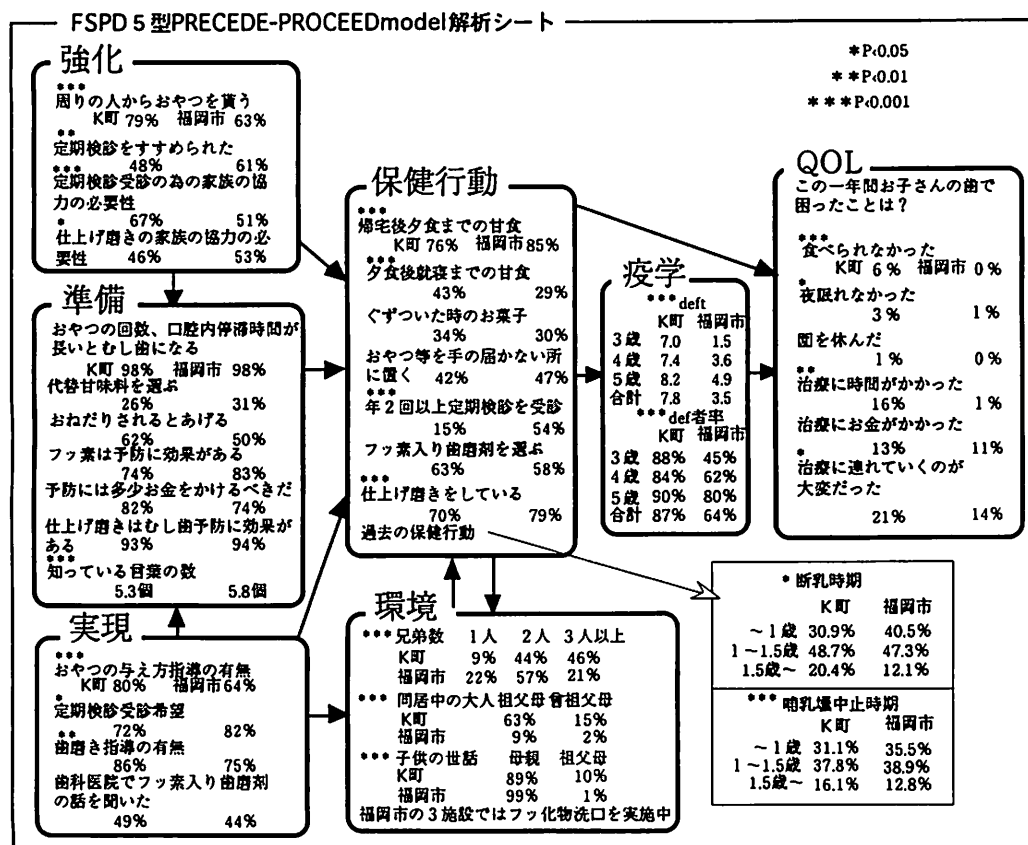 FSPD５型PRECEDE-PROCEEDmodel解析シート
*P<0.05
**P<0.01
***P<0.001
強化
***
周りの人からおやつを貰う
K町 79% 福岡市 63%
**
定期検診をすすめられた
48% 61%
***
定期検診受診の為の家族の協
力の必要性
67% 51%
*
仕上げ磨きの家族の協力の必
要性 46% 53%
準備
おやつの回数、口腔内停滞時間が
長いとむし歯になる
K町 98% 福岡市 98%
代替甘味料を選ぶ
26% 31%
おねだりされるとあげる
62% 50%
フッ素は予防に効果がある
74% 83%
予防には多少お金をかけるべきだ
82% 74%
仕上げ磨きはむし歯予防に効果が
ある 93% 94%
***
知っている言葉の数
5.3個 5.8個
実現
***
おやつの与え方指導の有無
K町 80% 福岡市 64%
*
定期検診受診希望
72% 82%
**
歯磨き指導の有無
86% 75%
歯科医院でフッ素入り歯磨剤
の話を聞いた
49% 44%
保健行動
***
帰宅後夕食までの甘食
K町 76% 福岡市 85%
***
夕食後就寝までの甘食
43% 29%
ぐずついた時のお菓子
34% 30%
おやつ等を手の届かない所
に置く 42% 47%
***
年２回以上定期検診を受診
15% 54%
フッ素入り歯磨剤を選ぶ
63% 58%
***
仕上げ磨きをしている
70% 79%
過去の保健行動
環境
***兄弟数 １人 ２人 ３人以上
K町 9% 44% 46%
福岡市 22% 57% 21%
***同居中の大人 祖父母 曾祖父母
K町 63% 15%
福岡市 9% 2%
***子供の世話 母親 祖父母
K町 89% 10%
福岡市 99% 1%
福岡市の３施設ではフッ化物洗口を実施中
疫学
***deft
K町 福岡市
３歳 7.0 1.5
４歳 7.4 3.6
５歳 8.2 4.9
合計 7.8 3.5
***def者率
K町 福岡市
３歳 88% 45%
４歳 84% 62%
５歳 90% 80%
合計 87% 64%
QOL
この一年間お子さんの歯で
困ったことは？
***
食べられなかった
K町 6% 福岡市 0%
*
夜眠れなかった
3% 1%
園を休んだ
1% 0%
**
治療に時間がかかった
16% 1%
治療にお金がかかった
13% 11%
*
治療に連れていくのが
大変だった
21% 14%
*断乳時期
K町 福岡市
～１歳 30.9% 40.5%
１～1.5歳 48.7% 47.3%
1.5歳～ 20.4% 12.1%
***哺乳壜中止時期
K町 福岡市
～１歳 31.1% 35.5%
１～1.5歳 37.8% 38.9%
1.5歳～ 16.1% 12.8%